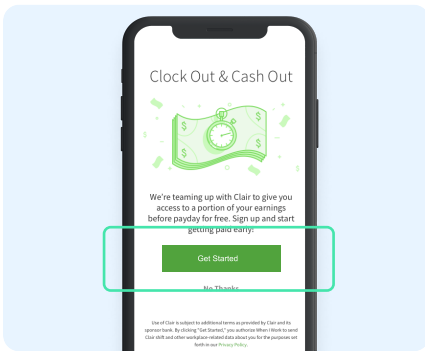 Clock Out & Cash Out
We're teaming up with Clair to give you
access to a portion of your earnings
before payday for free. Sign up and start
getting paid early!
Get Started
No Thanks
Use of Clair is subject to additional terms as provided by Clair and its
sponsor bank. By clicking "Get Started," you authorize When I Work to send
Clair shift and other workplace-related data about you for the purposes set
forth in our Privacy Policy.